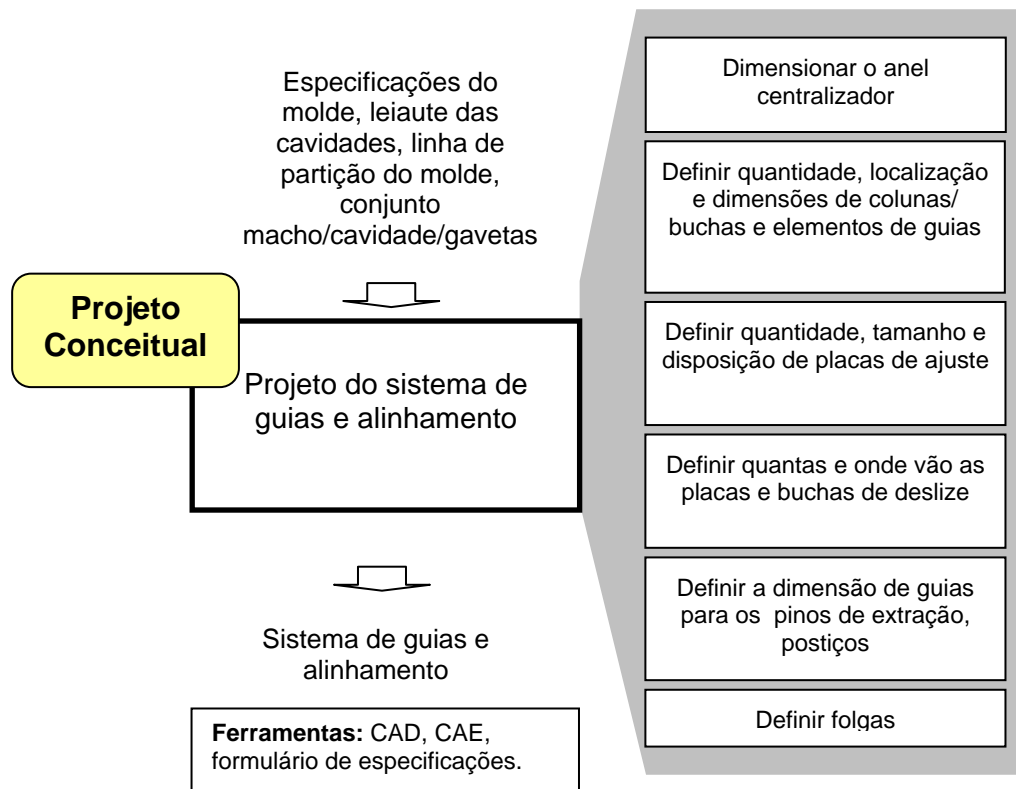 Especificações do
molde, leiaute das
cavidades, linha de
partição do molde,
conjunto
macho/cavidade/gavetas
Projeto
Conceitual
Projeto do sistema de
guias e alinhamento
Sistema de guias e
alinhamento
Ferramentas: CAD, CAE,
formulário de especificações.
Dimensionar o anel
centralizador
Definir quantidade, localização
e dimensões de colunas/
buchas e elementos de guias
Definir quantidade, tamanho e
disposição de placas de ajuste
Definir quantas e onde vão as
placas e buchas de deslize
Definir a dimensão de guias
para os pinos de extração,
postiços
Definir folgas